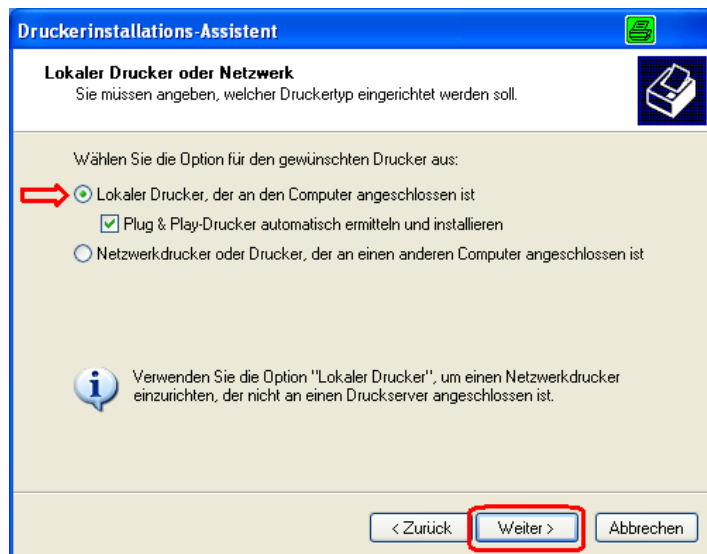 Druckerinstallations-Assistent
Lokaler Drucker oder Netzwerk
Sie müssen angeben, welcher Druckertyp eingerichtet werden soll.
Wählen Sie die Option für den gewünschten Drucker aus:
Lokaler Drucker, der an den Computer angeschlossen ist
Plug & Play-Drucker automatisch ermitteln und installieren
Netzwerkdrucker oder Drucker, der an einen anderen Computer angeschlossen ist
Verwenden Sie die Option "Lokaler Drucker", um einen Netzwerkdrucker
einzurichten, der nicht an einen Druckserver angeschlossen ist.
< Zurück Weiter > Abbrechen